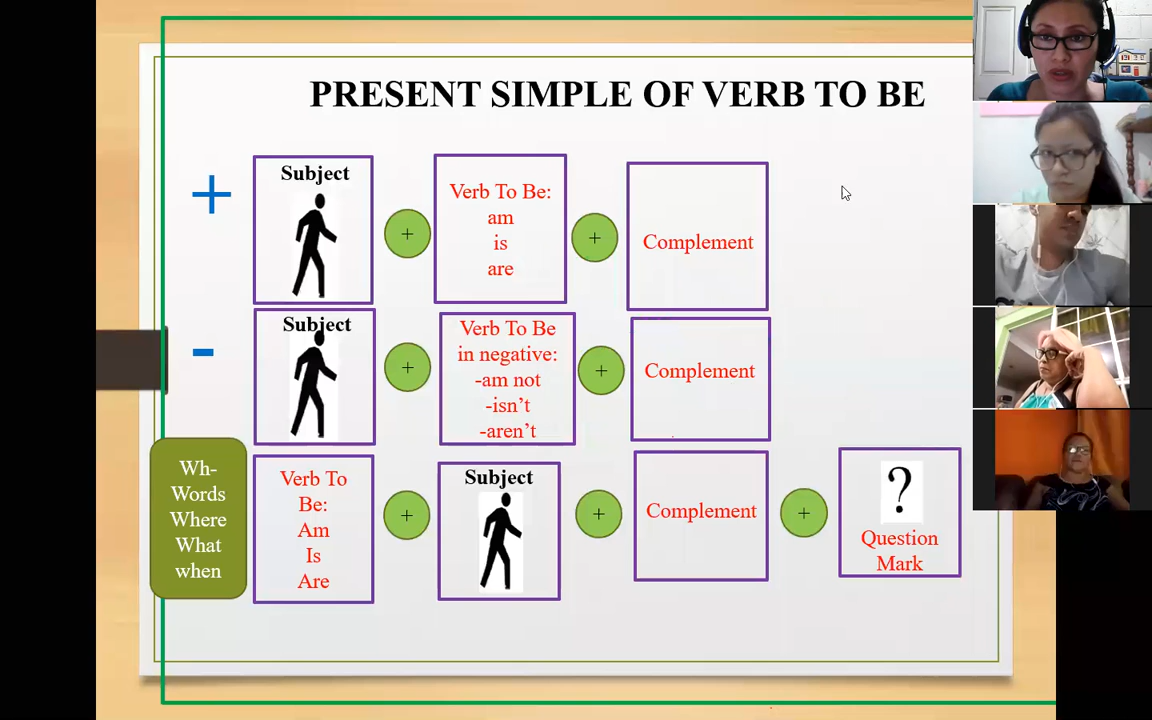 PRESENT SIMPLE OF VERB TO BE
+
Subject
+
Verb To Be:
am
is
are
+
Complement
-
Subject
+
Verb To Be
in negative:
-am not
-isn't
-aren't
+
Complement
Wh-
Words
Where
What
when
Verb To
Be:
Am
Is
Are
+
Subject
+
Complement
+
?
Question
Mark